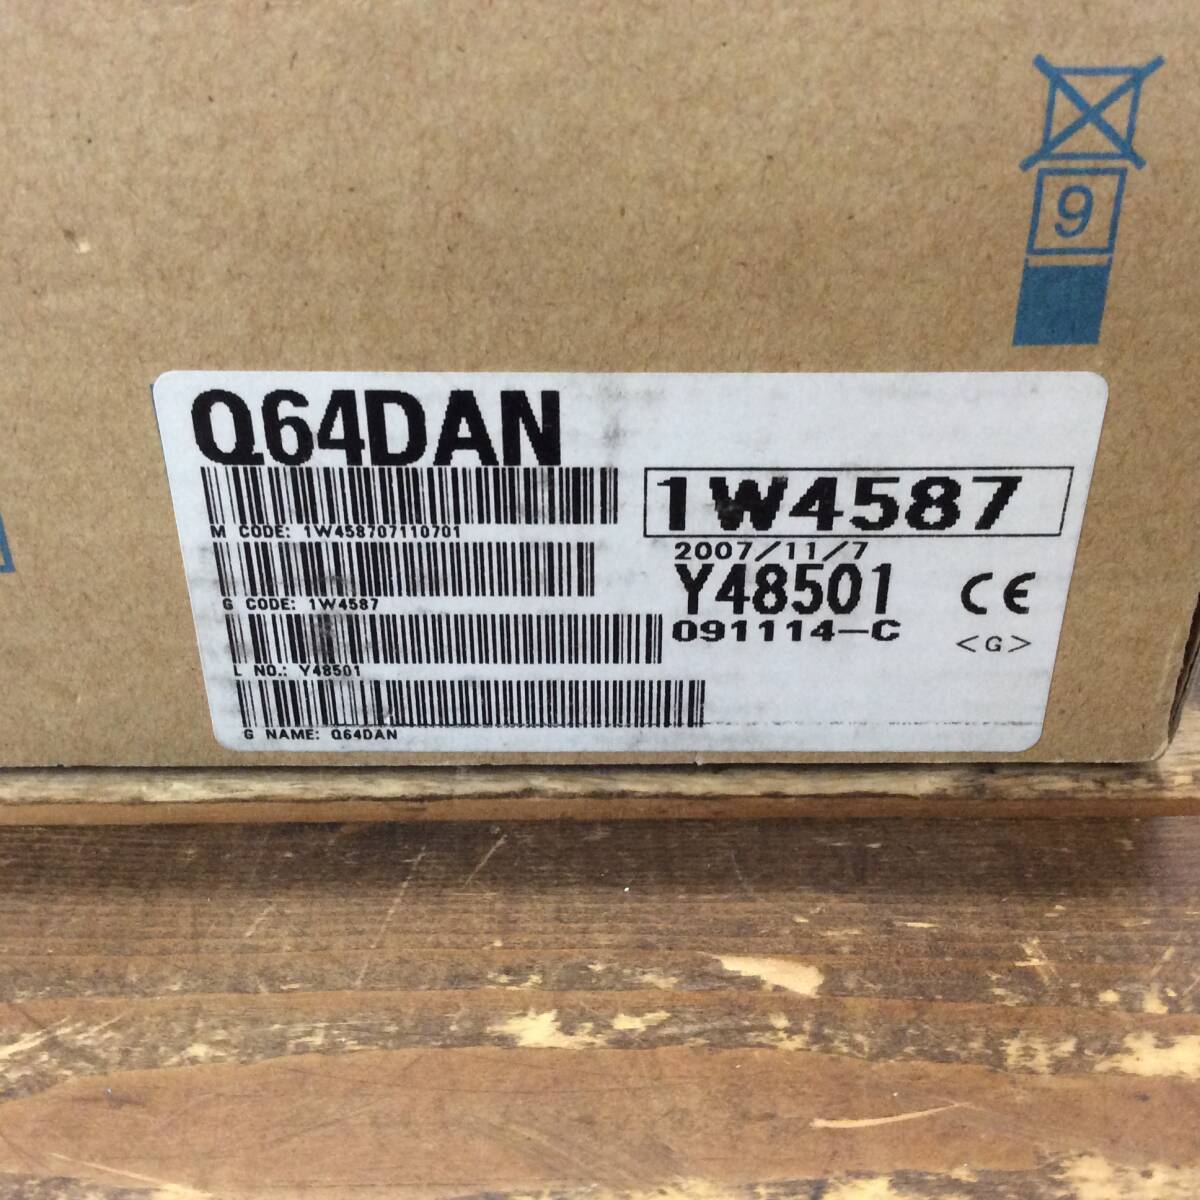 9
Q64DAN
1W4587
M CODE: 1W458707110701
2007/11/7
Y48501
CE
G CODE: 1W4587
091114-C
<G>
L NO.: Y48501
G NAME: Q64DAN